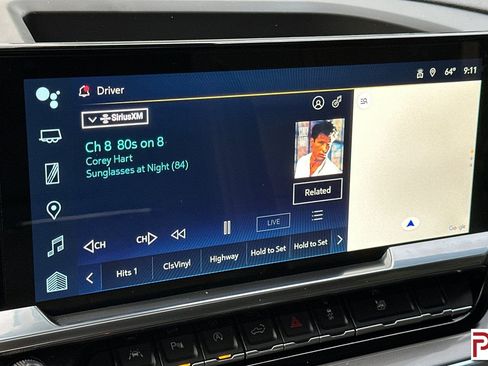 Driver
64° 9:11
SiriusXM
Ch 8 80s on 8
Corey Hart
Sunglasses at Night (84)
Related
CH CH LIVE
Google
Hits 1 ClsVinyl Highway Hold to Set Hold to Set
P